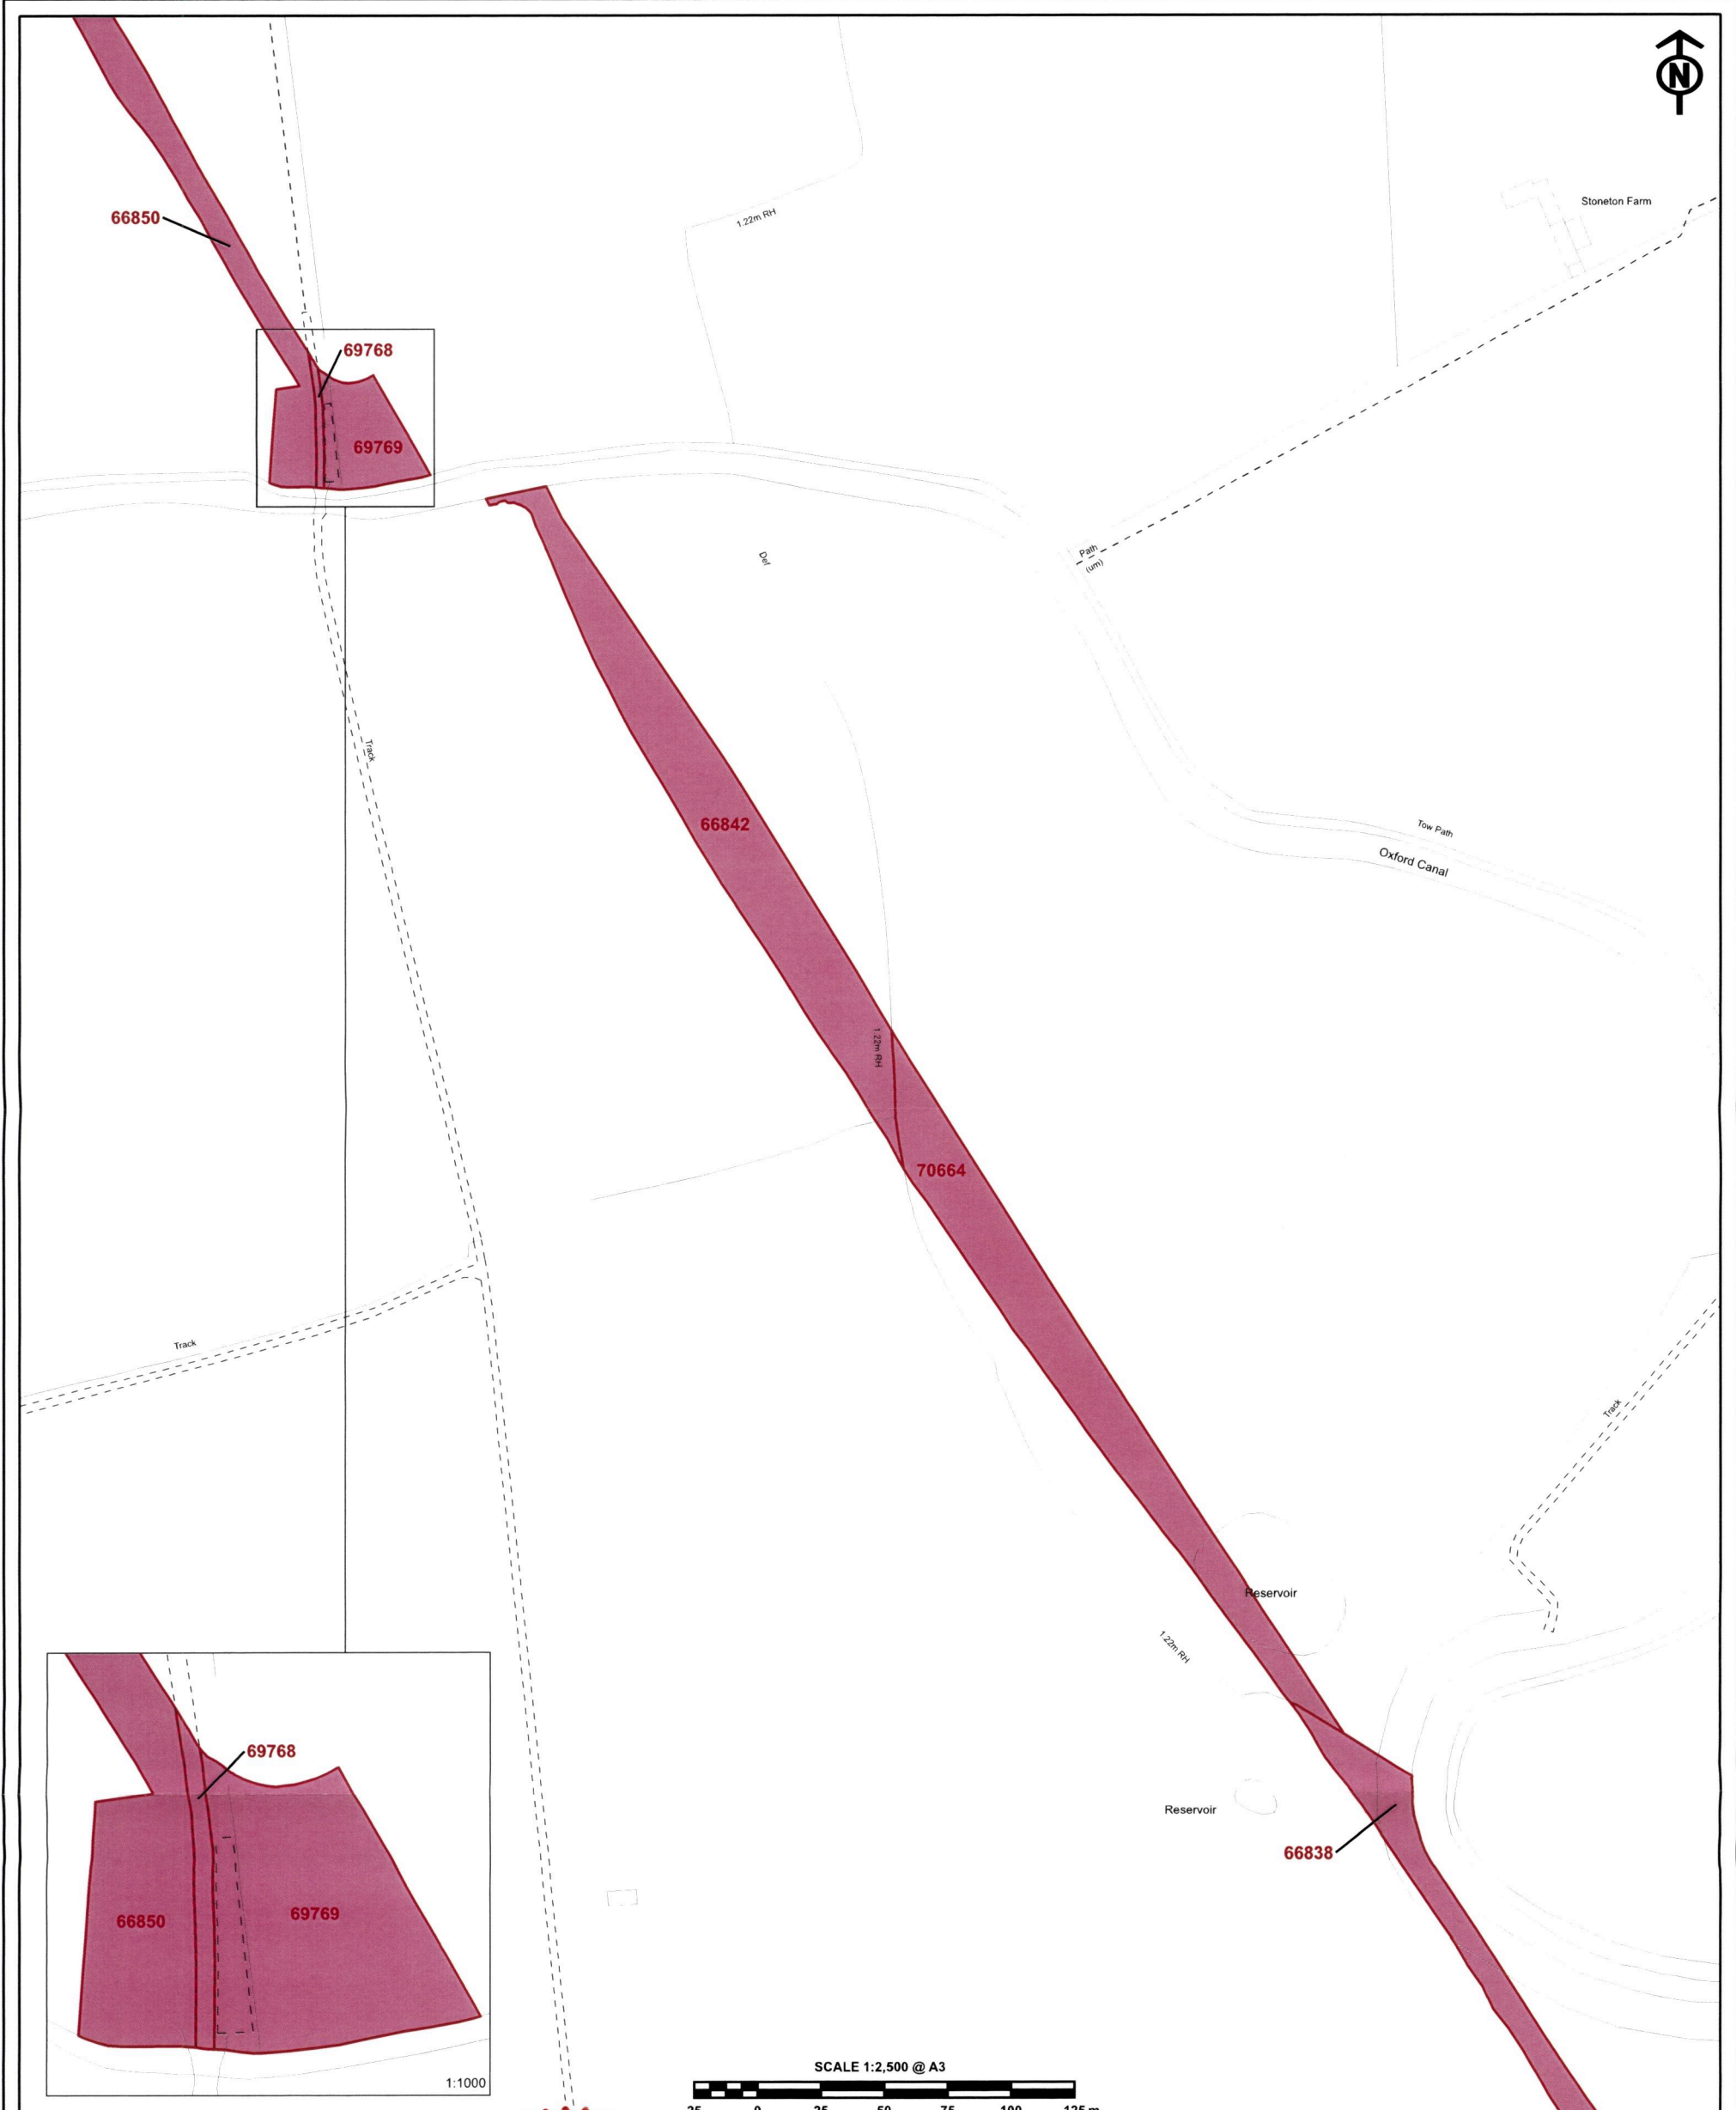 N
Stoneton Farm
66850
1.22m RH
69768
69769
Path
(um)
Def
Track
66842
Tow Path
Oxford Canal
1.22m RH
70664
Track
Track
Reservoir
1.22m RH
69768
Reservoir
66838
66850
69769
1:1000
SCALE 1:2,500 @ A3
25 0 25 50 75 100 125 m